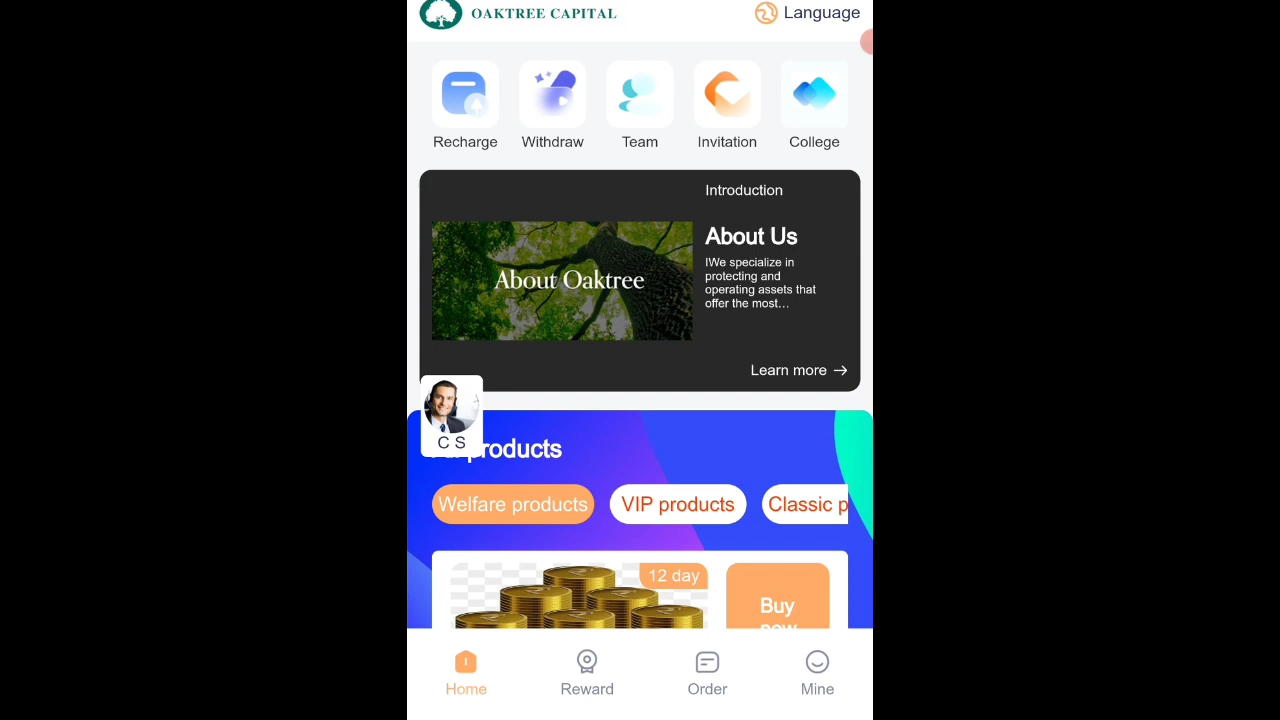 OAKTREE CAPITAL
Language
Recharge
Withdraw
Team
Invitation
College
Introduction
About Us
About Oaktree
IWe specialize in
protecting and
operating assets that
offer the most...
Learn more
C S
products
Welfare products
VIP products
Classic p
12 day
Buy
now
Home
Reward
Order
Mine